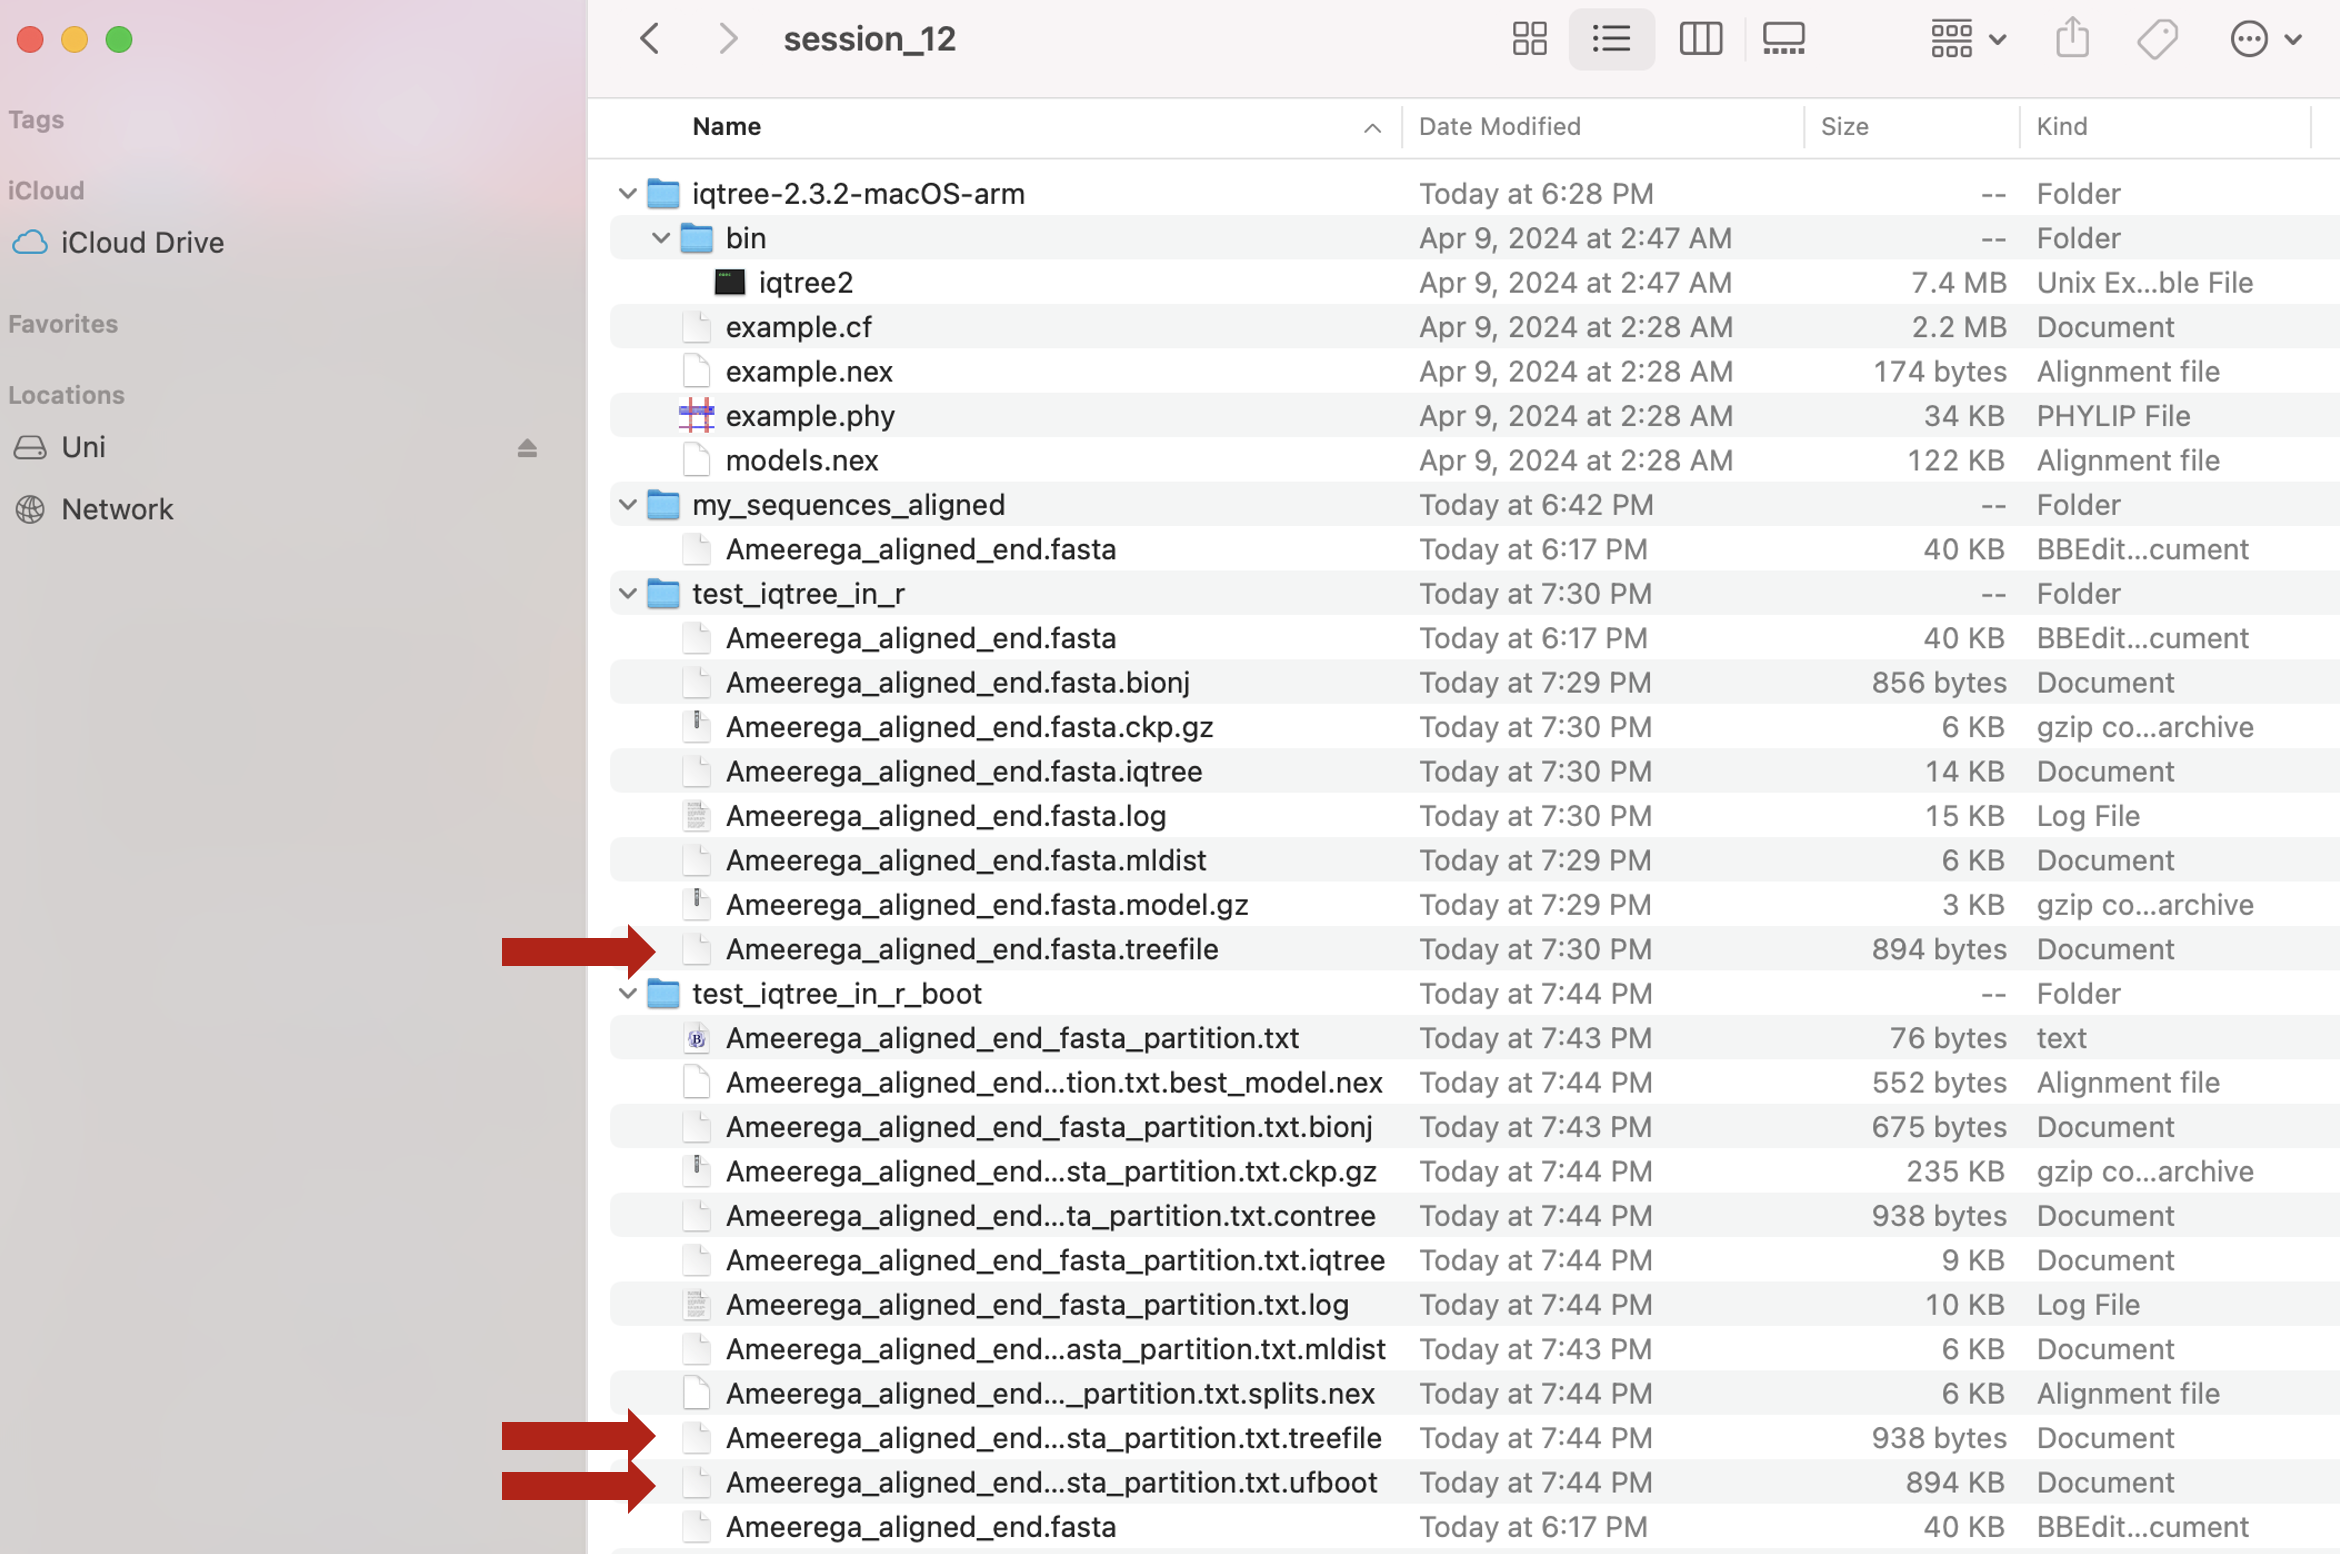 session_12
Tags
iCloud
iCloud Drive
Favorites
Locations
Uni
Network
Name Date Modified Size Kind
iqtree-2.3.2-macOS-arm Today at 6:28 PM -- Folder
bin Apr 9, 2024 at 2:47 AM -- Folder
iqtree2 Apr 9, 2024 at 2:47 AM 7.4 MB Unix Ex...ble File
example.cf Apr 9, 2024 at 2:28 AM 2.2 MB Document
example.nex Apr 9, 2024 at 2:28 AM 174 bytes Alignment file
example.phy Apr 9, 2024 at 2:28 AM 34 KB PHYLIP File
models.nex Apr 9, 2024 at 2:28 AM 122 KB Alignment file
my_sequences_aligned Today at 6:42 PM -- Folder
Ameerega_aligned_end.fasta Today at 6:17 PM 40 KB BBEdit...cument
test_iqtree_in_r Today at 7:30 PM -- Folder
Ameerega_aligned_end.fasta Today at 6:17 PM 40 KB BBEdit...cument
Ameerega_aligned_end.fasta.bionj Today at 7:29 PM 856 bytes Document
Ameerega_aligned_end.fasta.ckp.gz Today at 7:30 PM 6 KB gzip co...archive
Ameerega_aligned_end.fasta.iqtree Today at 7:30 PM 14 KB Document
Ameerega_aligned_end.fasta.log Today at 7:30 PM 15 KB Log File
Ameerega_aligned_end.fasta.mldist Today at 7:29 PM 6 KB Document
Ameerega_aligned_end.fasta.model.gz Today at 7:29 PM 3 KB gzip co...archive
Ameerega_aligned_end.fasta.treefile Today at 7:30 PM 894 bytes Document
test_iqtree_in_r_boot Today at 7:44 PM -- Folder
Ameerega_aligned_end_fasta_partition.txt Today at 7:43 PM 76 bytes text
Ameerega_aligned_end...tion.txt.best_model.nex Today at 7:44 PM 552 bytes Alignment file
Ameerega_aligned_end_fasta_partition.txt.bionj Today at 7:43 PM 675 bytes Document
Ameerega_aligned_end...sta_partition.txt.ckp.gz Today at 7:44 PM 235 KB gzip co...archive
Ameerega_aligned_end...ta_partition.txt.contree Today at 7:44 PM 938 bytes Document
Ameerega_aligned_end_fasta_partition.txt.iqtree Today at 7:44 PM 9 KB Document
Ameerega_aligned_end_fasta_partition.txt.log Today at 7:44 PM 10 KB Log File
Ameerega_aligned_end...asta_partition.txt.mldist Today at 7:43 PM 6 KB Document
Ameerega_aligned_end..._partition.txt.splits.nex Today at 7:44 PM 6 KB Alignment file
Ameerega_aligned_end...sta_partition.txt.treefile Today at 7:44 PM 938 bytes Document
Ameerega_aligned_end...sta_partition.txt.ufboot Today at 7:44 PM 894 KB Document
Ameerega_aligned_end.fasta Today at 6:17 PM 40 KB BBEdit...cument